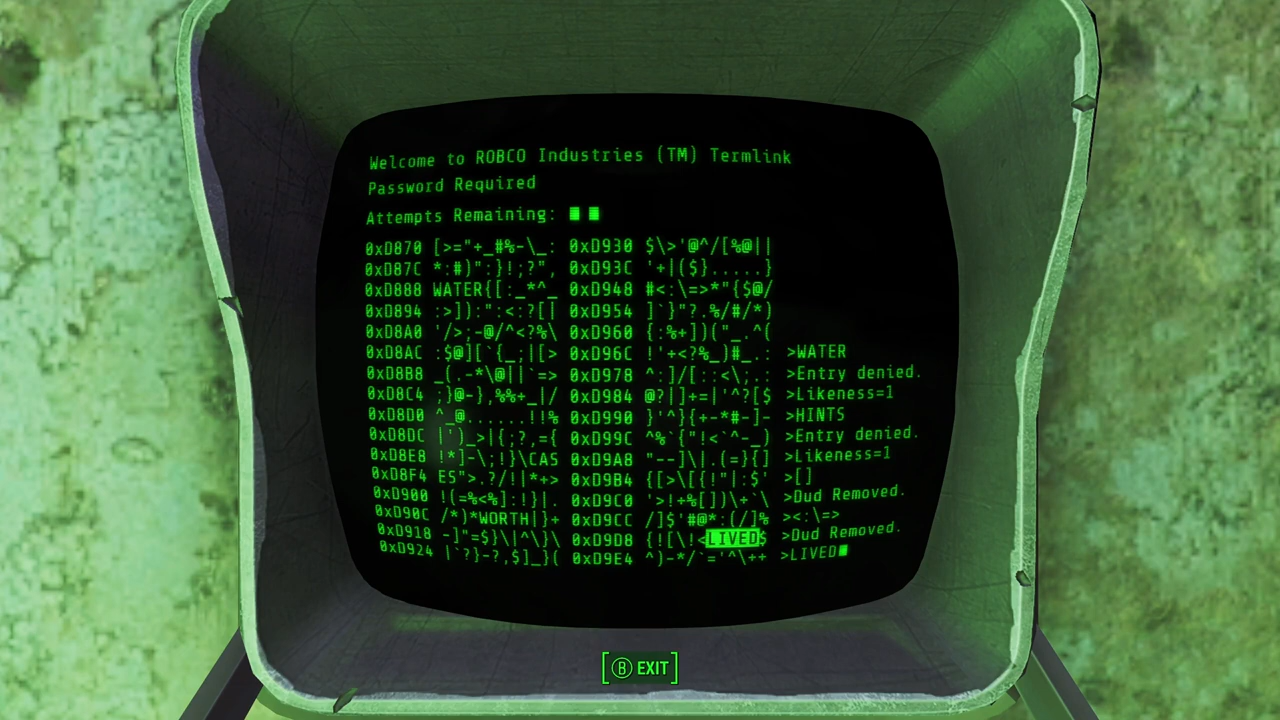 Welcome to ROBCO Industries (TM) Termlink
Password Required
Attempts Remaining: ■ ■
0xD870 [>="+_#%-\_: 0xD930 $\>'@^/[%@||
0xD87C *:#)":}!;?", 0xD93C '+|($}.....}
0xD888 WATER{[:_*^_ 0xD948 #<:\=>*"{$@/
0xD894 :>]):":<:?[| 0xD954 ]`}"?.%/#/*)
0xD8A0 '/>;-@/^<?%\ 0xD960 {:%+])("_.^(
0xD8AC :$@][`{_;|[> 0xD96C !'+<?%_)#_.: >WATER
0xD8B8 _(.-*\@||`=> 0xD978 ^:]/[:;<\;.: >Entry denied.
0xD8C4 ;}@-},%%+_|/ 0xD984 @?|]+=|'^?[$ >Likeness=1
0xD8D0 ^_@......!!% 0xD990 }'^}{+-*#-]- >HINTS
0xD8DC |')_>|{;?,={ 0xD99C ^%`{"!<`^-_) >Entry denied.
0xD8E8 !*]-\;!}\CAS 0xD9A8 "--]\|.(=}{] >Likeness=1
0xD8F4 ES">.?/!|*+> 0xD9B4 {[>\[{!"|:$' >[]
0xD900 !(=%<%]:!}|. 0xD9C0 '>!+%[])\+`\ >Dud Removed.
0xD90C /*)*WORTH|}+ 0xD9CC /]$'#@*:(/]% ><:\=>
0xD918 -]"=$}\|^\}\ 0xD9D8 {![\!<LIVED$ >Dud Removed.
0xD924 |`?}-?,$]_}( 0xD9E4 ^)-*/`='^\++ >LIVED■
[Ⓑ EXIT]